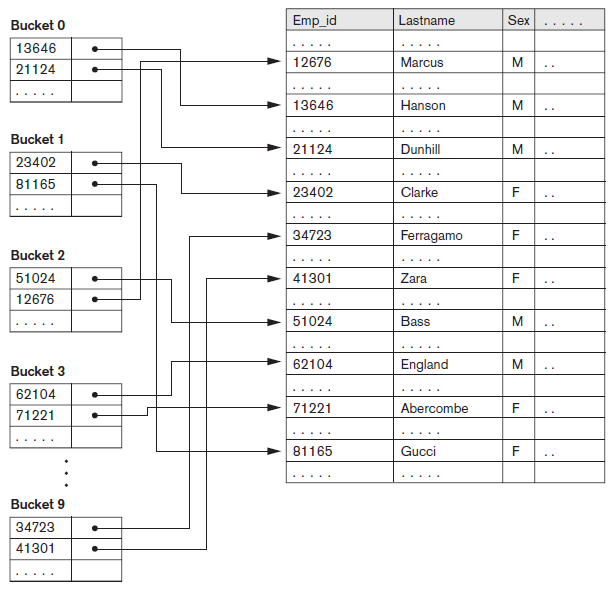 Bucket 0
13646
21124
. . . . .
Bucket 1
23402
81165
. . . . .
Bucket 2
51024
12676
. . . . .
Bucket 3
62104
71221
. . . . .
Bucket 9
34723
41301
. . . . .
Emp_id Lastname Sex . . . . .
. . . . . . . . . .
12676 Marcus M . .
. . . . . . . . . .
13646 Hanson M . .
. . . . . . . . . .
21124 Dunhill M . .
. . . . . . . . . .
23402 Clarke F . .
. . . . . . . . . .
34723 Ferragamo F . .
. . . . . . . . . .
41301 Zara F . .
. . . . . . . . . .
51024 Bass M . .
. . . . . . . . . .
62104 England M . .
. . . . . . . . . .
71221 Abercombe F . .
. . . . . . . . . .
81165 Gucci F . .
. . . . . . . . . .